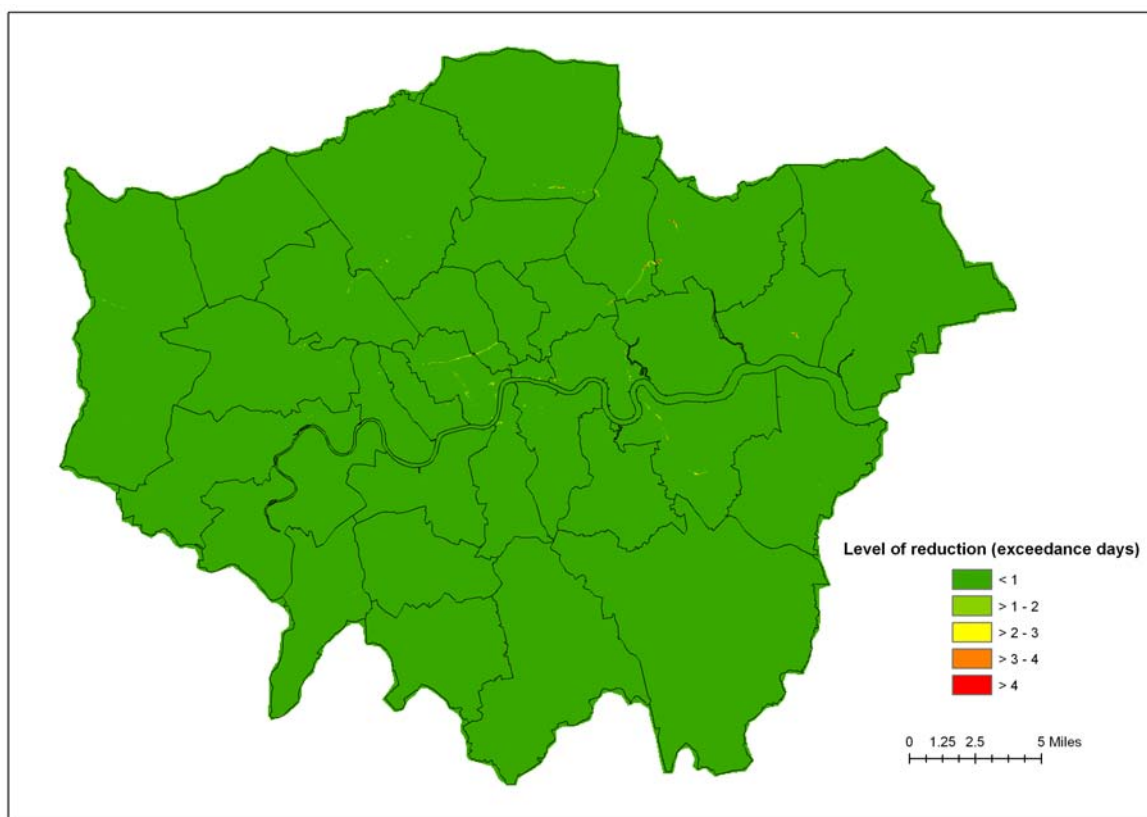 Level of reduction (exceedance days)
< 1
> 1 - 2
> 2 - 3
> 3 - 4
> 4
0 1.25 2.5 5 Miles